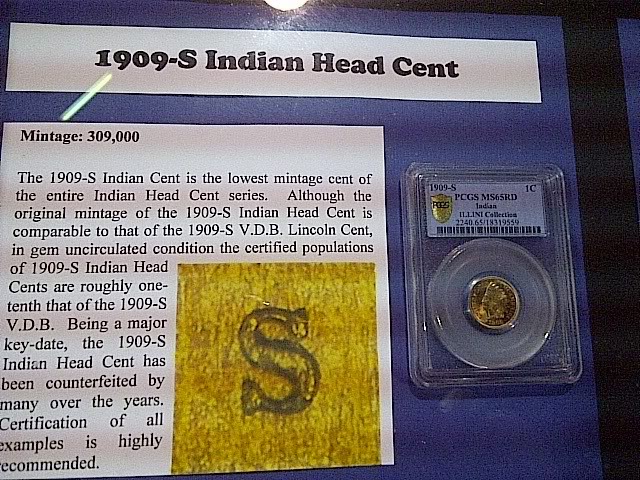 1909-S Indian Head Cent
Mintage: 309,000
The 1909-S Indian Cent is the lowest mintage cent of
the entire Indian Head Cent series. Although the
original mintage of the 1909-S Indian Head Cent is
comparable to that of the 1909-S V.D.B. Lincoln Cent,
in gem uncirculated condition the certified populations
of 1909-S Indian Head
Cents are roughly one-
tenth that of the 1909-S
V.D.B. Being a major
key-date, the 1909-S
Indian Head Cent has
been counterfeited by
many over the years.
Certification of all
examples is highly
recommended.
S
1909-S 1C
PCGS PCGS MS65RD
Indian
ILLINI Collection
2240.65/18319559